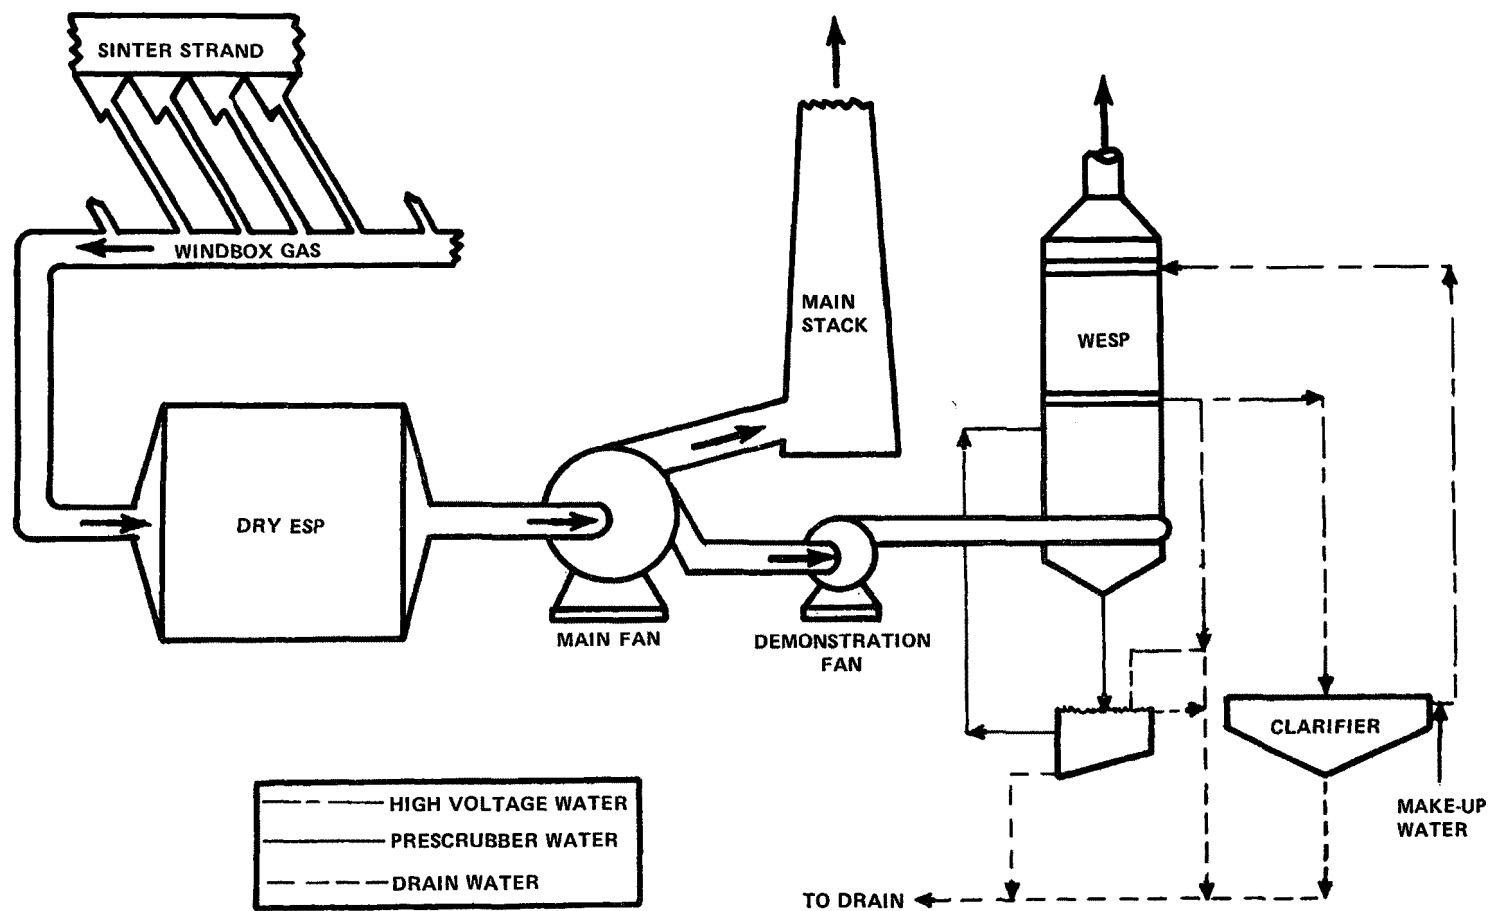 SINTER STRAND
WINDBOX GAS
MAIN
STACK
WESP
DRY ESP
MAIN FAN
DEMONSTRATION
FAN
CLARIFIER
MAKE-UP
WATER
HIGH VOLTAGE WATER
PRESCRUBBER WATER
DRAIN WATER
TO DRAIN